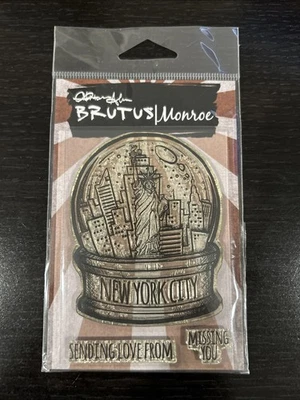 BRUTUS/Monroe
NEW YORK CITY
SENDING LOVE FROM
MISSING
YOU